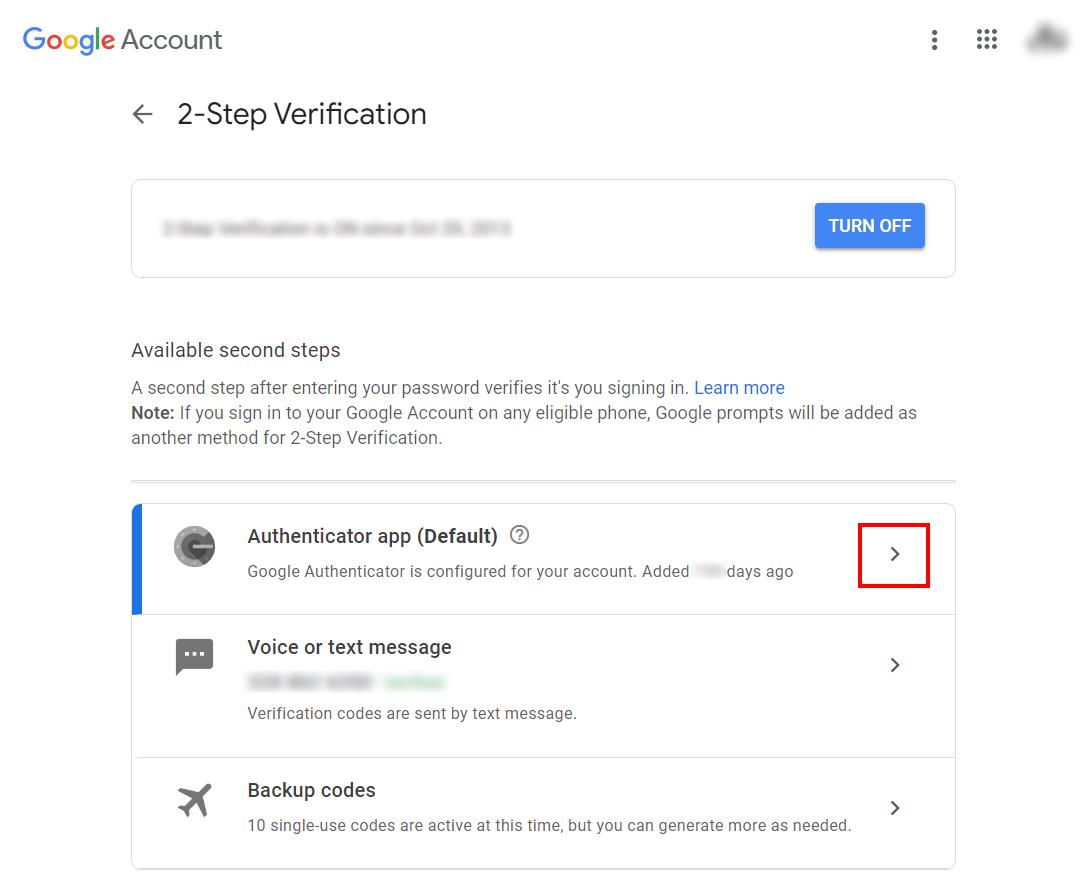 Google Account
2-Step Verification
TURN OFF
Available second steps
A second step after entering your password verifies it's you signing in. Learn more
Note: If you sign in to your Google Account on any eligible phone, Google prompts will be added as
another method for 2-Step Verification.
Authenticator app (Default)
Google Authenticator is configured for your account. Added days ago
Voice or text message
Verification codes are sent by text message.
Backup codes
10 single-use codes are active at this time, but you can generate more as needed.